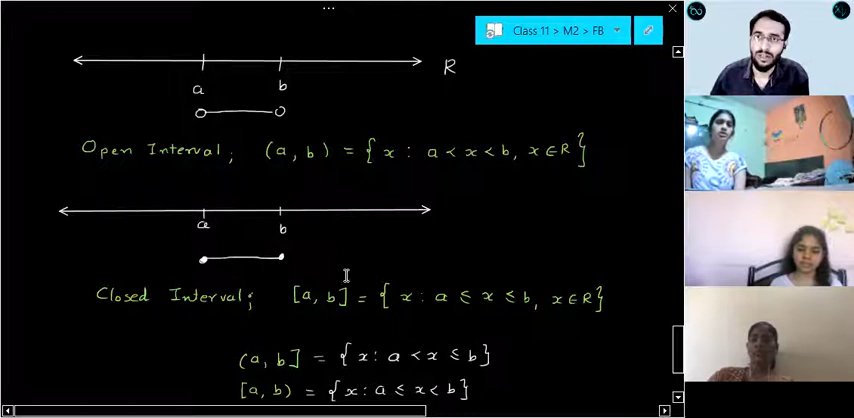 Class 11 > M2 > FB
R
a b
Open Interval; (a, b) = { x : a < x < b, x ∈ R }
a b
Closed Interval; [a, b] = { x : a ≤ x ≤ b, x ∈ R }
(a, b] = { x : a < x ≤ b }
[a, b) = { x : a ≤ x < b }